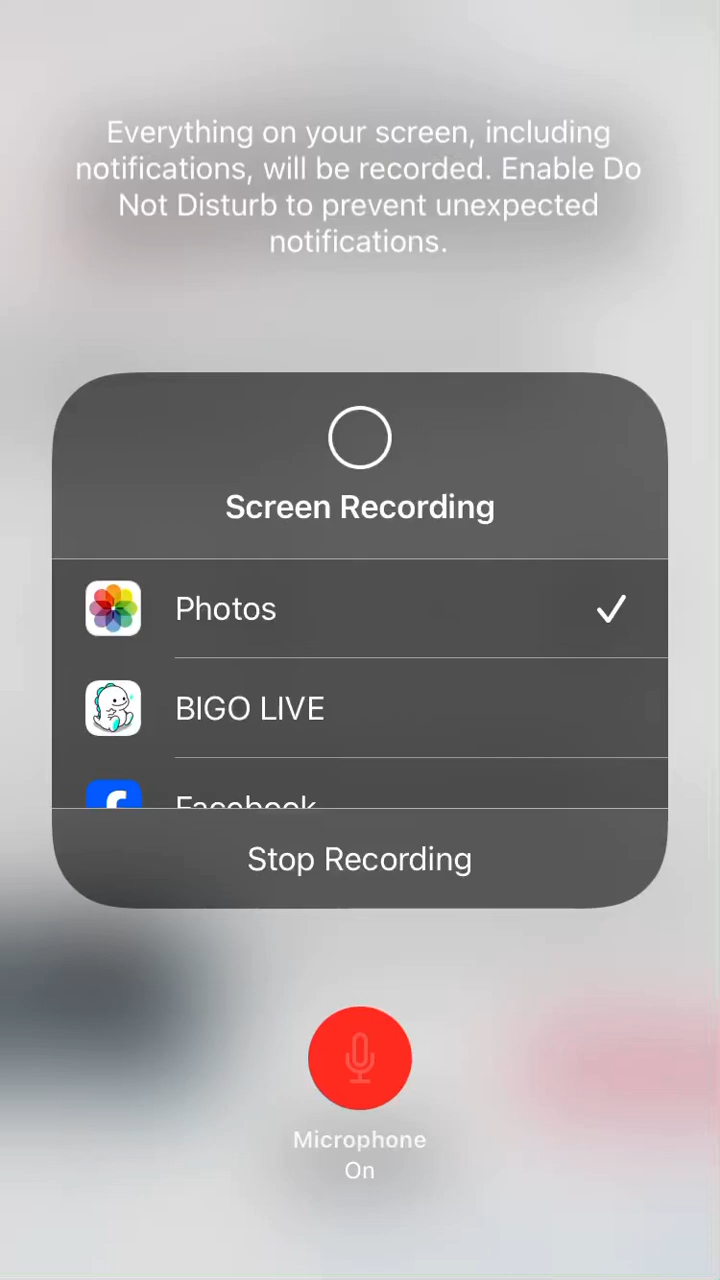 Everything on your screen, including
notifications, will be recorded. Enable Do
Not Disturb to prevent unexpected
notifications.
Screen Recording
Photos
BIGO LIVE
Facebook
Stop Recording
Microphone
On